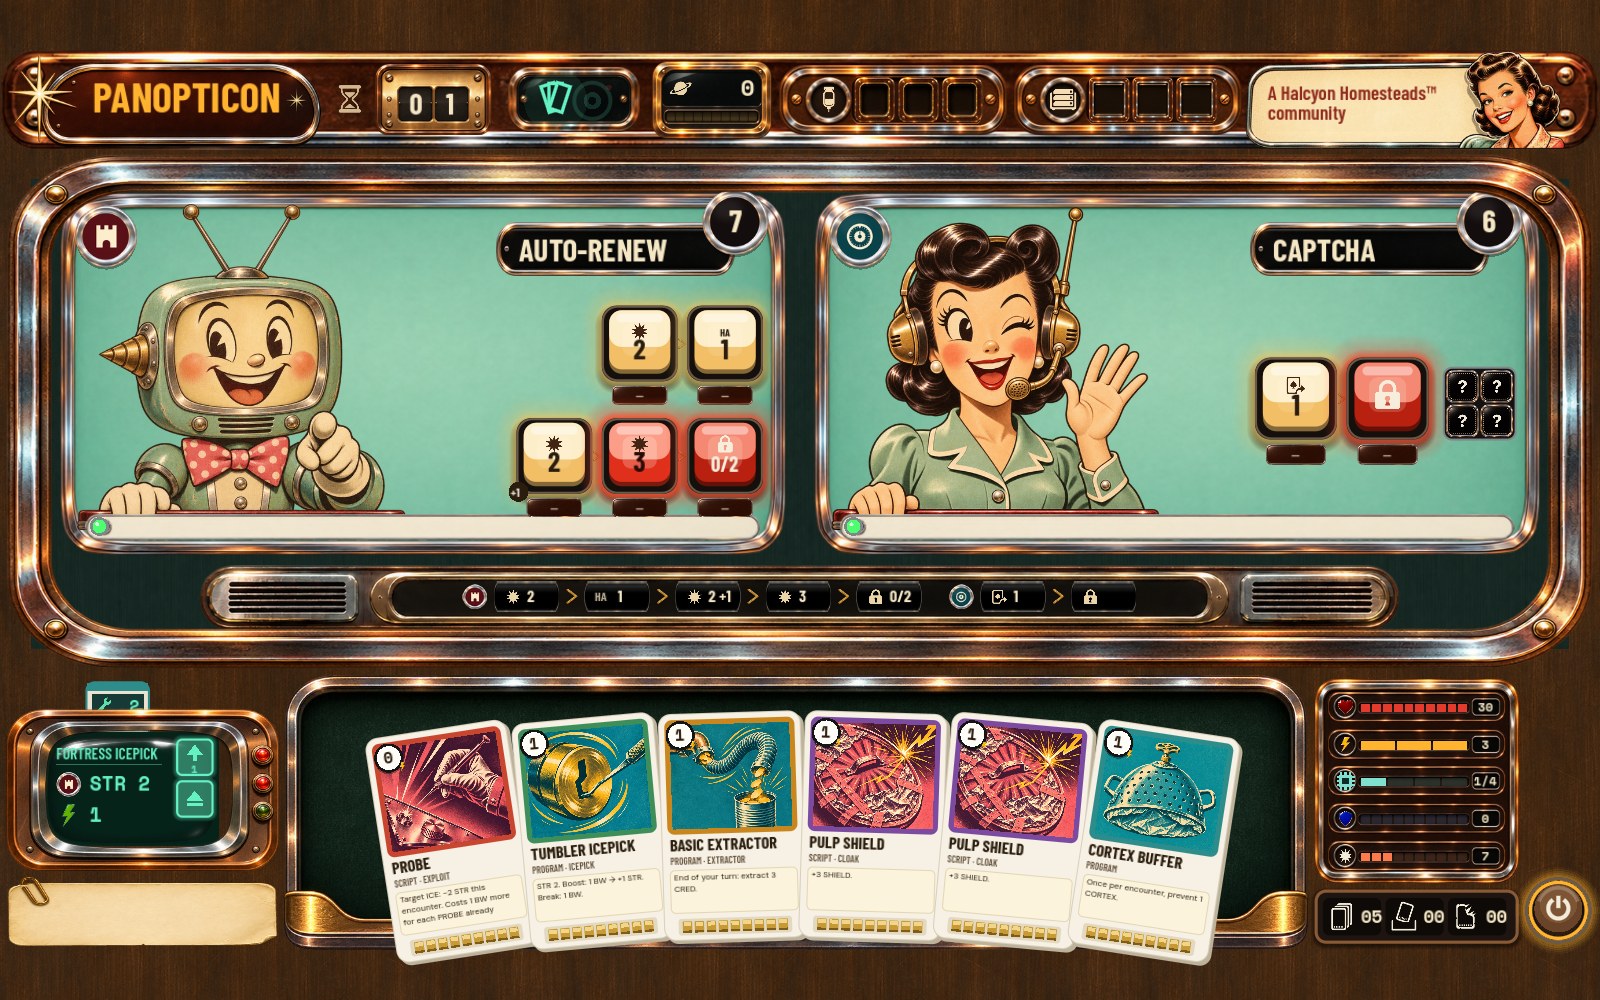 PANOPTICON
0 1
0
A Halcyon Homesteads™
community
AUTO-RENEW
7
2
HA
1
2
+1
3
0/2
CAPTCHA
6
1
? ?
? ?
2 > HA 1 > 2 +1 > 3 > 0/2
1 >
2
FORTRESS ICEPICK
STR 2
1
1
0
PROBE
SCRIPT · EXPLOIT
Target ICE: -2 STR this
encounter. Costs 1 BW more
for each PROBE already
1
TUMBLER ICEPICK
PROGRAM · ICEPICK
STR 2. Boost: 1 BW → +1 STR.
Break: 1 BW.
1
BASIC EXTRACTOR
PROGRAM · EXTRACTOR
End of your turn: extract 3
CRED.
1
PULP SHIELD
SCRIPT · CLOAK
+3 SHIELD.
1
PULP SHIELD
SCRIPT · CLOAK
+3 SHIELD.
1
CORTEX BUFFER
PROGRAM
Once per encounter, prevent 1
CORTEX.
30
3
1/4
0
7
05 00 00